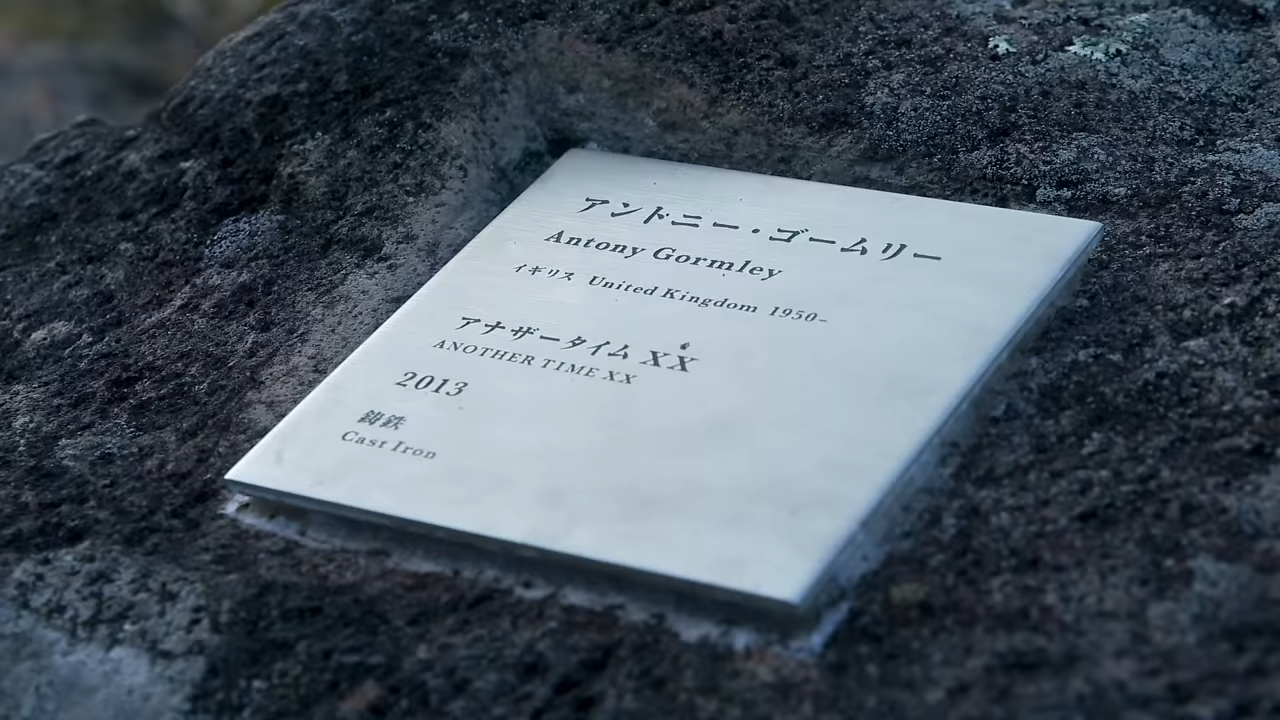 アントニー・ゴームリー
Antony Gormley
イギリス United Kingdom 1950–
アナザータイム XX
ANOTHER TIME XX
2013
鋳鉄
Cast Iron